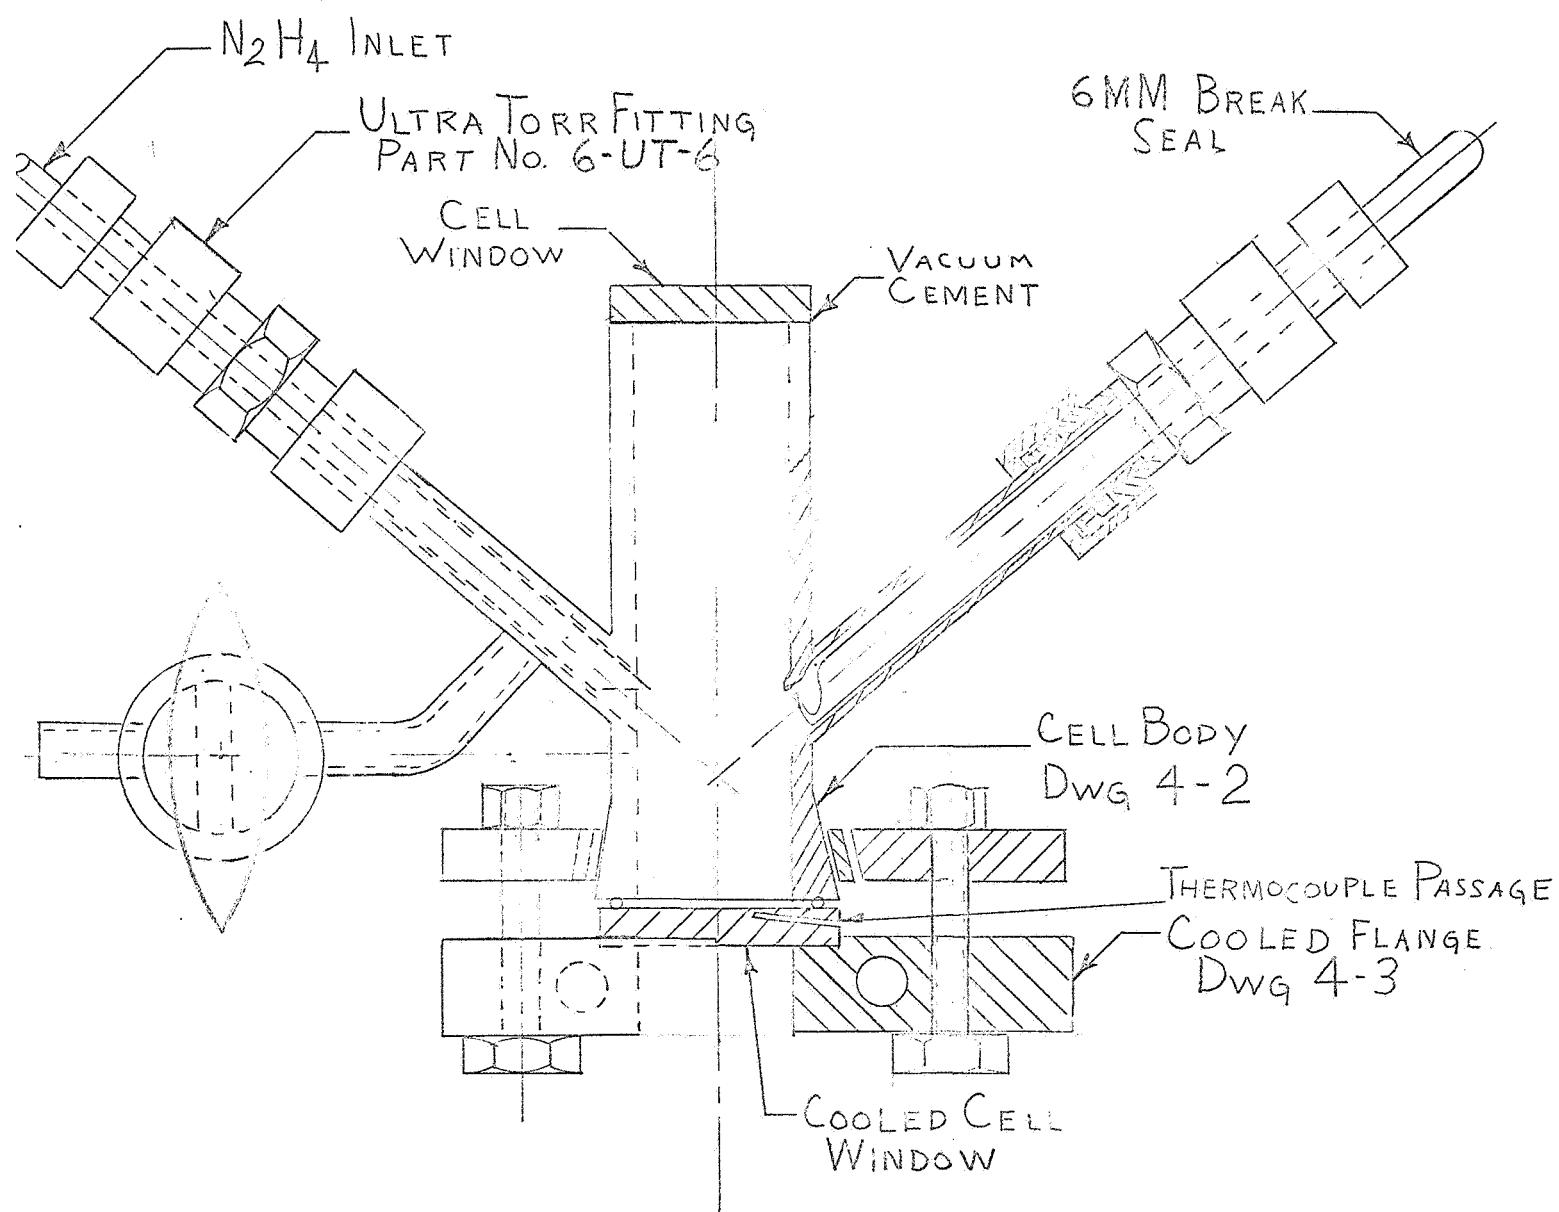 N2H4 INLET
ULTRA TORR FITTING
PART NO. 6-UT-6
6MM BREAK
SEAL
CELL
WINDOW
VACUUM
CEMENT
CELL BODY
DWG 4-2
THERMOCOUPLE PASSAGE
COOLED FLANGE
DWG 4-3
COOLED CELL
WINDOW